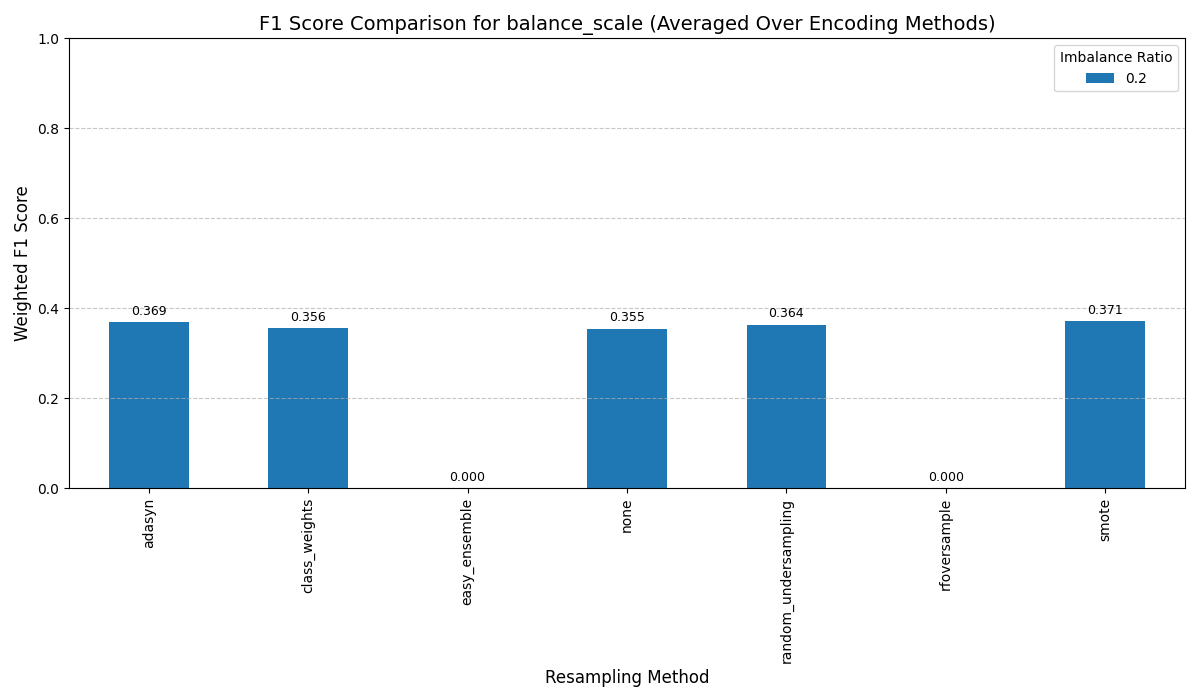 F1 Score Comparison for balance_scale (Averaged Over Encoding Methods)
Weighted F1 Score
1.0
0.8
0.6
0.4
0.2
0.0
Imbalance Ratio
0.2
0.369
0.356
0.000
0.355
0.364
0.000
0.371
adasyn
class_weights
easy_ensemble
none
random_undersampling
rfoversample
smote
Resampling Method